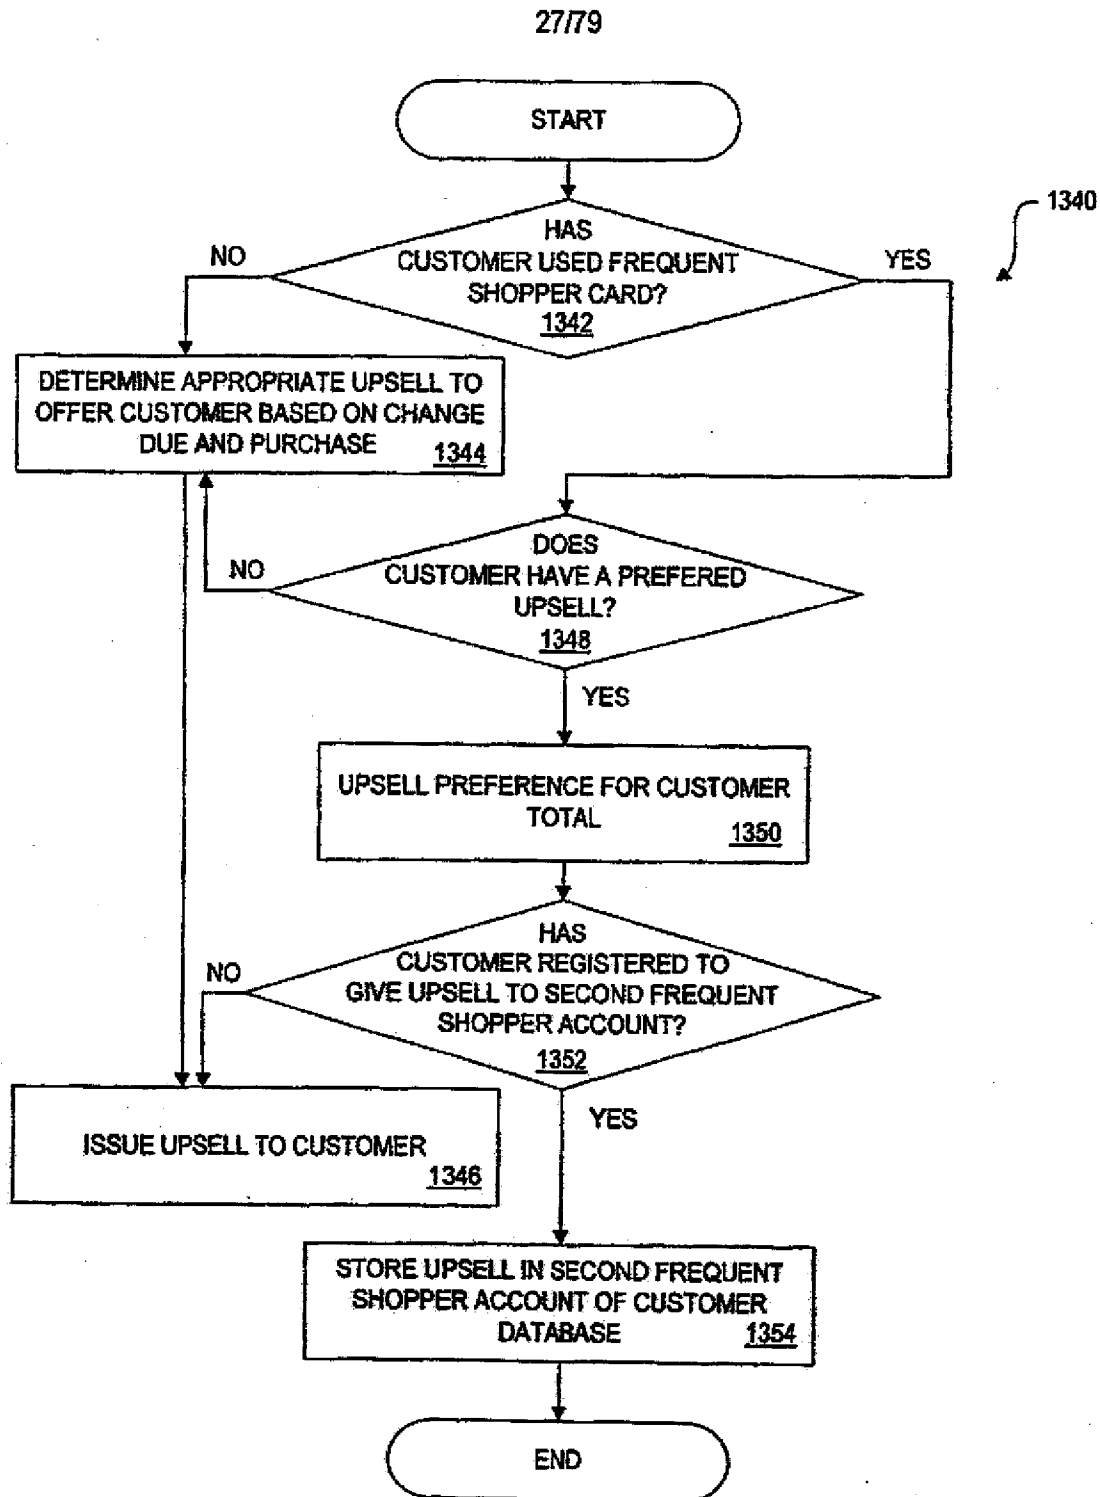 27/79
START
1340
HAS
CUSTOMER USED FREQUENT
SHOPPER CARD?
1342
NO
YES
DETERMINE APPROPRIATE UPSELL TO
OFFER CUSTOMER BASED ON CHANGE
DUE AND PURCHASE
1344
DOES
CUSTOMER HAVE A PREFERED
UPSELL?
1348
NO
YES
UPSELL PREFERENCE FOR CUSTOMER
TOTAL
1350
HAS
CUSTOMER REGISTERED TO
GIVE UPSELL TO SECOND FREQUENT
SHOPPER ACCOUNT?
1352
NO
YES
ISSUE UPSELL TO CUSTOMER
1346
STORE UPSELL IN SECOND FREQUENT
SHOPPER ACCOUNT OF CUSTOMER
DATABASE
1354
END